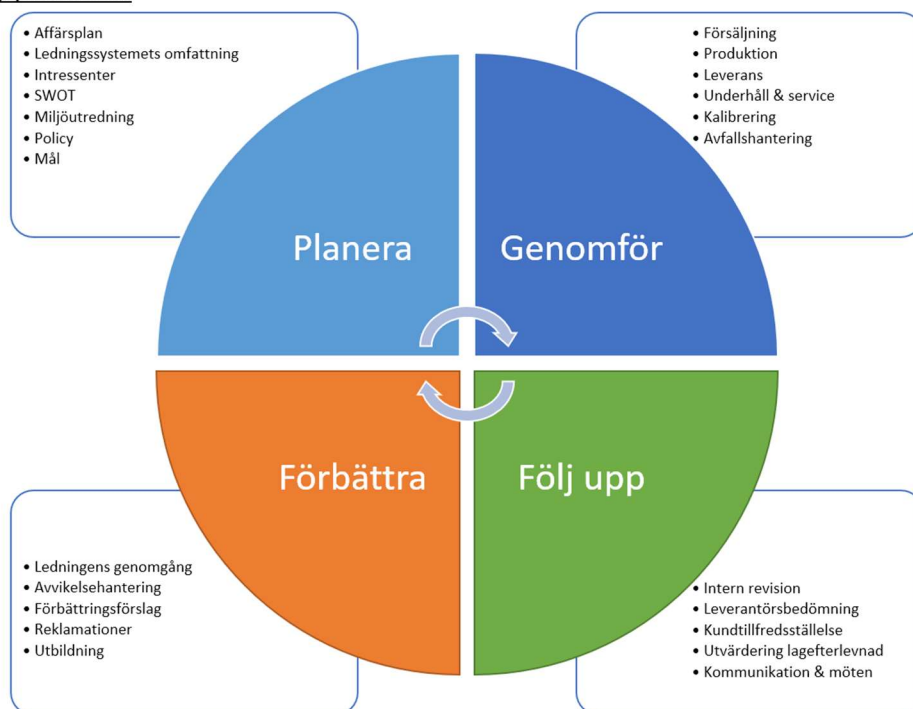 • Affärsplan
• Ledningssystemets omfattning
• Intressenter
• SWOT
• Miljöutredning
• Policy
• Mål
• Försäljning
• Produktion
• Leverans
• Underhåll & service
• Kalibrering
• Avfallshantering
Planera
Genomför
Förbättra
Följ upp
• Ledningens genomgång
• Avvikelsehantering
• Förbättringsförslag
• Reklamationer
• Utbildning
• Intern revision
• Leverantörsbedömning
• Kundtillfredsställelse
• Utvärdering lagefterlevnad
• Kommunikation & möten